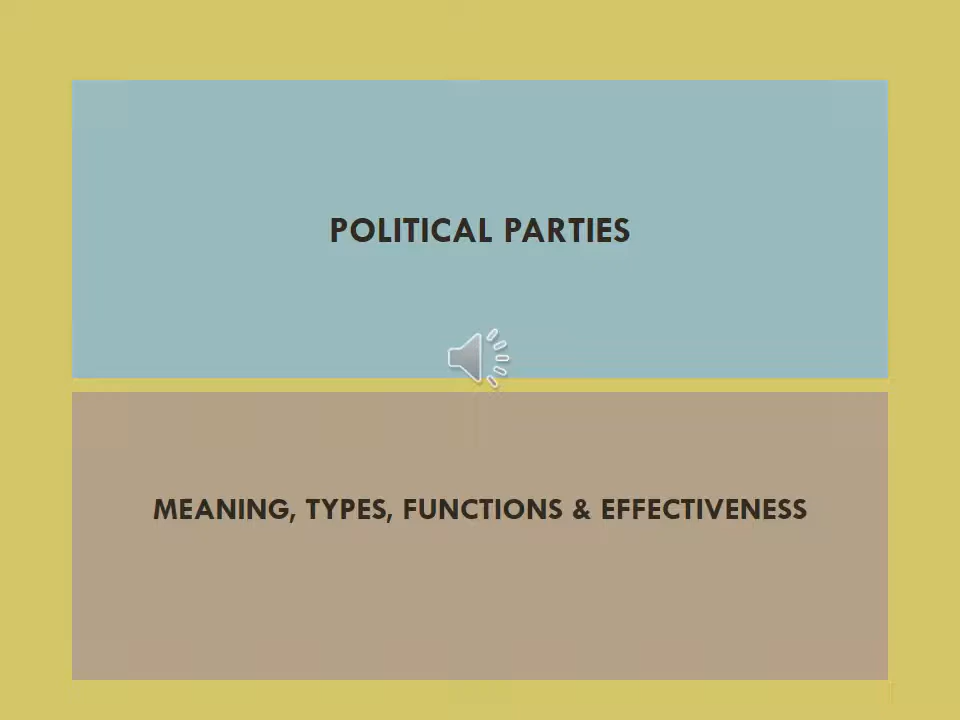 POLITICAL PARTIES
MEANING, TYPES, FUNCTIONS & EFFECTIVENESS